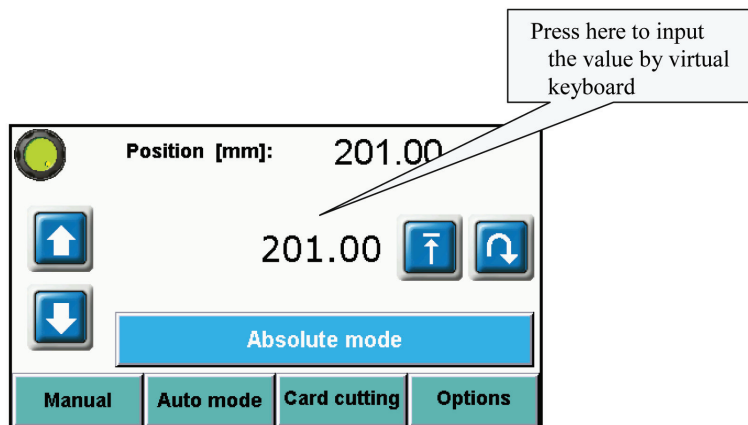 Press here to input
the value by virtual
keyboard
Position [mm]: 201.00
201.00
Absolute mode
Manual Auto mode Card cutting Options